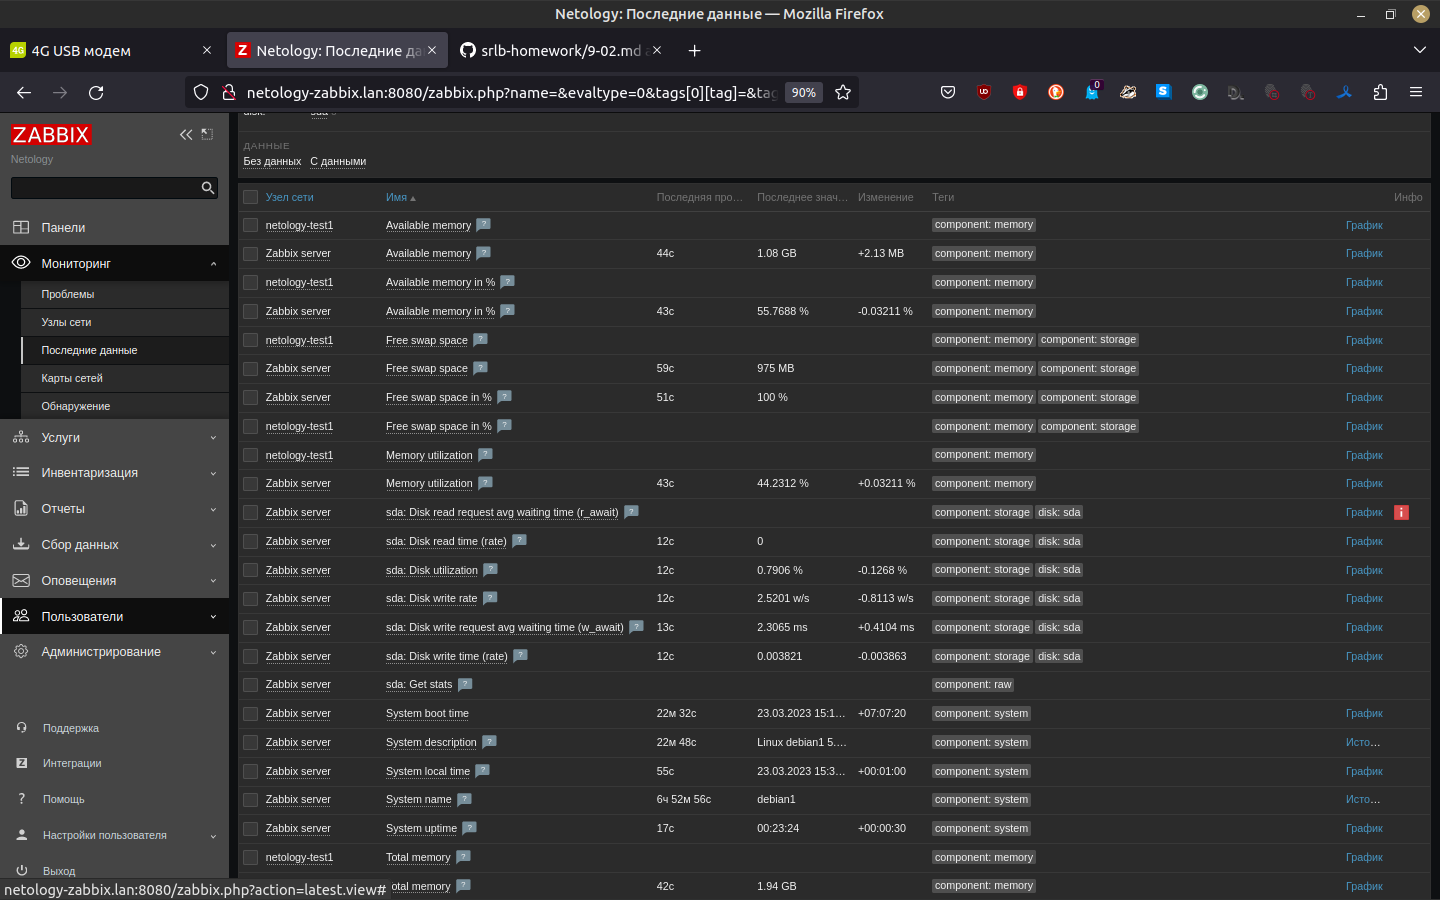 Netology: Последние данные — Mozilla Firefox
4G USB модем
Netology: Последние да
srlb-homework/9-02.md a
netology-zabbix.lan:8080/zabbix.php?name=&evaltype=0&tags[0][tag]=&tag
90%
0
ZABBIX
Netology
Панели
Мониторинг
Проблемы
Узлы сети
Последние данные
Карты сетей
Обнаружение
Услуги
Инвентаризация
Отчеты
Сбор данных
Оповещения
Пользователи
Администрирование
Поддержка
Интеграции
Помощь
Настройки пользователя
Выход
netology-zabbix.lan:8080/zabbix.php?action=latest.view#
disk: sda
ДАННЫЕ
Без данных С данными
Узел сети Имя Последняя про... Последнее знач... Изменение Теги Инфо
netology-test1 Available memory ? component: memory График
Zabbix server Available memory ? 44с 1.08 GB +2.13 MB component: memory График
netology-test1 Available memory in % ? component: memory График
Zabbix server Available memory in % ? 43с 55.7688 % -0.03211 % component: memory График
netology-test1 Free swap space ? component: memory component: storage График
Zabbix server Free swap space ? 59с 975 MB component: memory component: storage График
Zabbix server Free swap space in % ? 51с 100 % component: memory component: storage График
netology-test1 Free swap space in % ? component: memory component: storage График
netology-test1 Memory utilization ? component: memory График
Zabbix server Memory utilization ? 43с 44.2312 % +0.03211 % component: memory График
Zabbix server sda: Disk read request avg waiting time (r_await) ? component: storage disk: sda График i
Zabbix server sda: Disk read time (rate) ? 12с 0 component: storage disk: sda График
Zabbix server sda: Disk utilization ? 12с 0.7906 % -0.1268 % component: storage disk: sda График
Zabbix server sda: Disk write rate ? 12с 2.5201 w/s -0.8113 w/s component: storage disk: sda График
Zabbix server sda: Disk write request avg waiting time (w_await) ? 13с 2.3065 ms +0.4104 ms component: storage disk: sda График
Zabbix server sda: Disk write time (rate) ? 12с 0.003821 -0.003863 component: storage disk: sda График
Zabbix server sda: Get stats ? component: raw
Zabbix server System boot time 22м 32с 23.03.2023 15:1... +07:07:20 component: system График
Zabbix server System description ? 22м 48с Linux debian1 5.... component: system Исто...
Zabbix server System local time ? 55с 23.03.2023 15:3... +00:01:00 component: system График
Zabbix server System name ? 6ч 52м 56с debian1 component: system Исто...
Zabbix server System uptime ? 17с 00:23:24 +00:00:30 component: system График
netology-test1 Total memory ? component: memory График
otal memory ? 42с 1.94 GB component: memory График